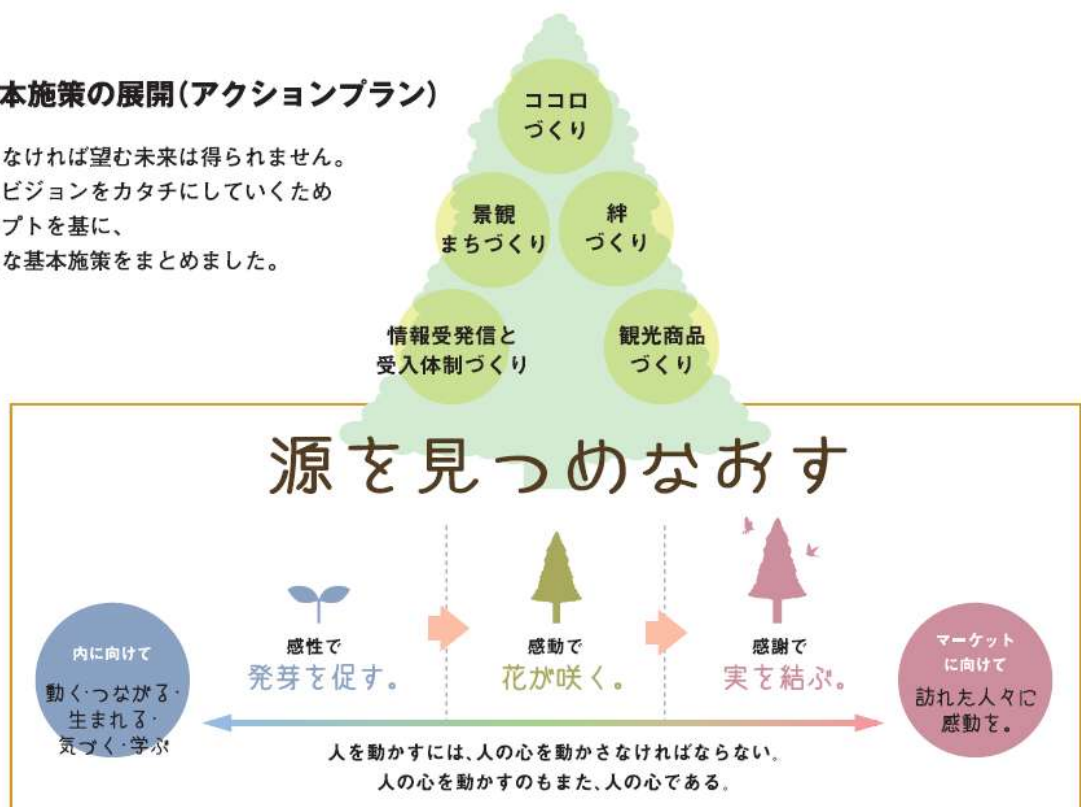 本施策の展開(アクションプラン)
なければ望む未来は得られません。
ビジョンをカタチにしていくため
プトを基に、
な基本施策をまとめました。
ココロ
づくり
景観
まちづくり
絆
づくり
情報受発信と
受入体制づくり
観光商品
づくり
源を見つめなおす
内に向けて
動く・つながる・
生まれる・
気づく・学ぶ
感性で
発芽を促す。
感動で
花が咲く。
感謝で
実を結ぶ。
マーケット
に向けて
訪れた人々に
感動を。
人を動かすには、人の心を動かさなければならない。
人の心を動かすのもまた、人の心である。